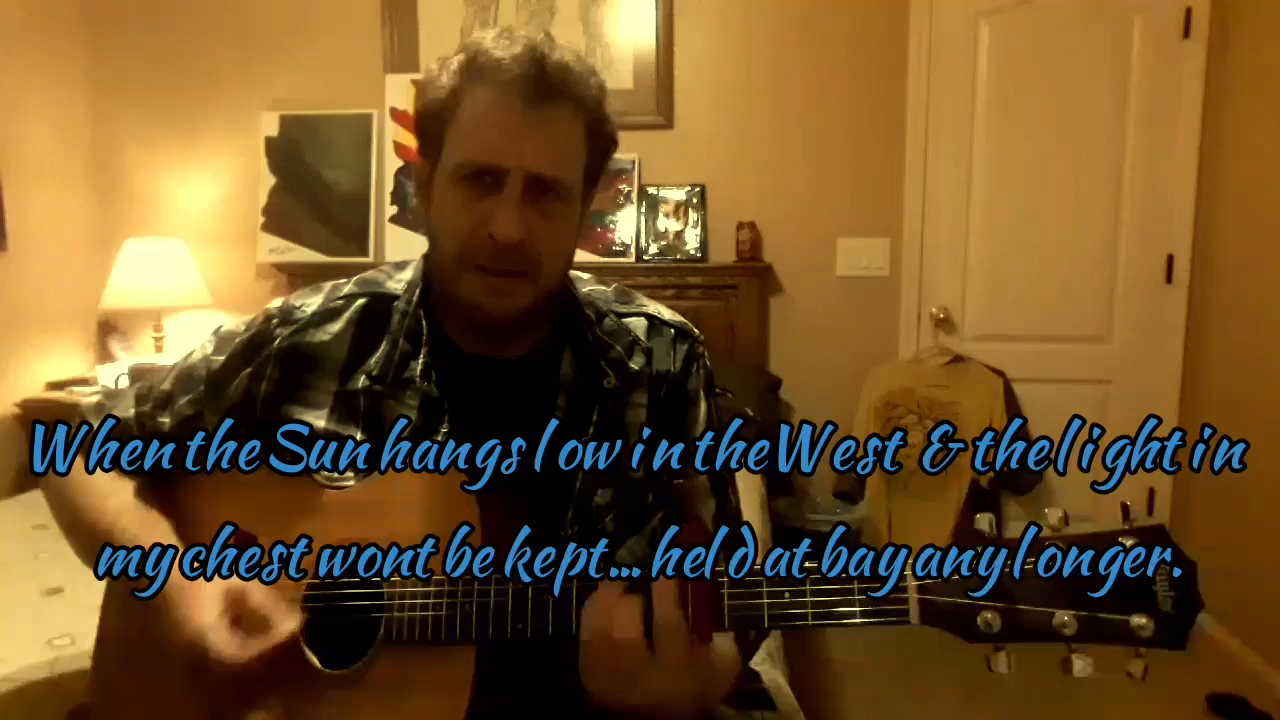 When the Sun hangs low in the West & the light in
my chest wont be kept... held at bay any longer.